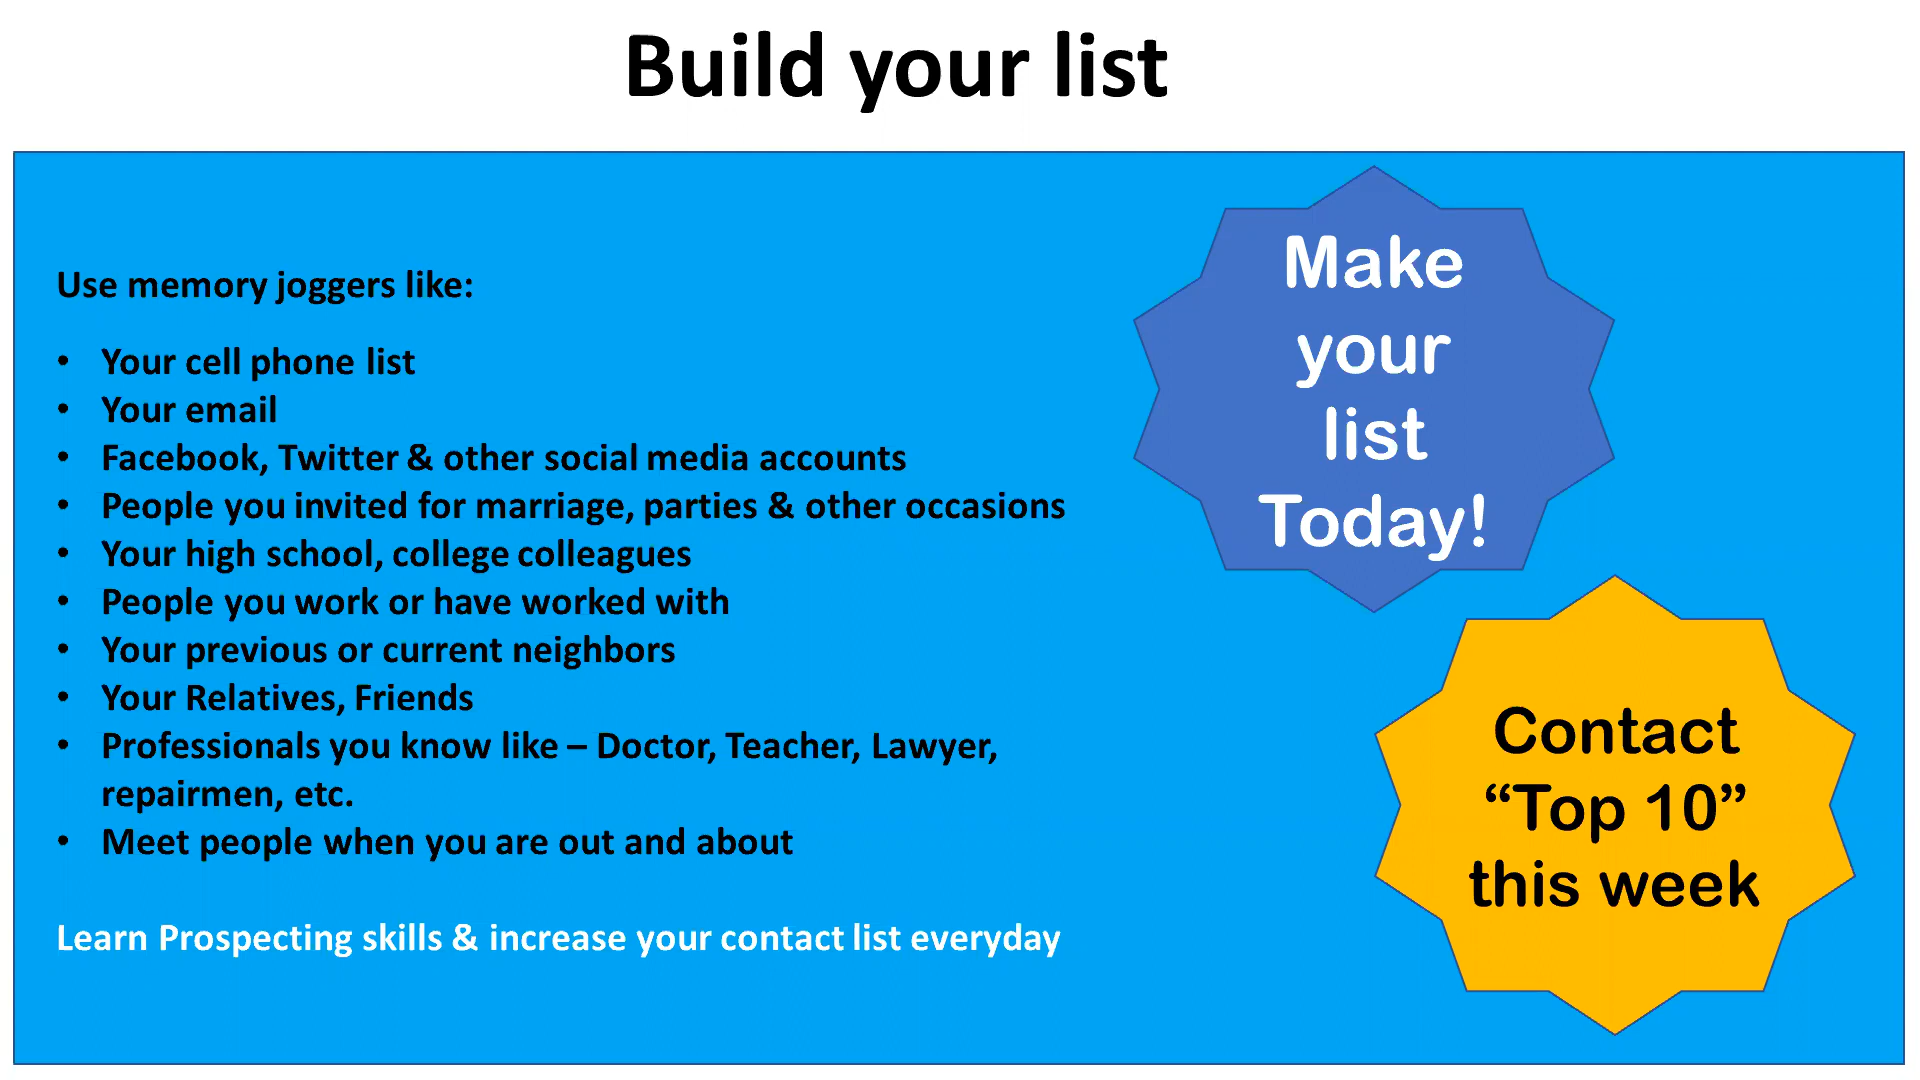 Build your list
Use memory joggers like:
• Your cell phone list
• Your email
• Facebook, Twitter & other social media accounts
• People you invited for marriage, parties & other occasions
• Your high school, college colleagues
• People you work or have worked with
• Your previous or current neighbors
• Your Relatives, Friends
• Professionals you know like – Doctor, Teacher, Lawyer,
repairmen, etc.
• Meet people when you are out and about
Learn Prospecting skills & increase your contact list everyday
Make
your
list
Today!
Contact
“Top 10”
this week